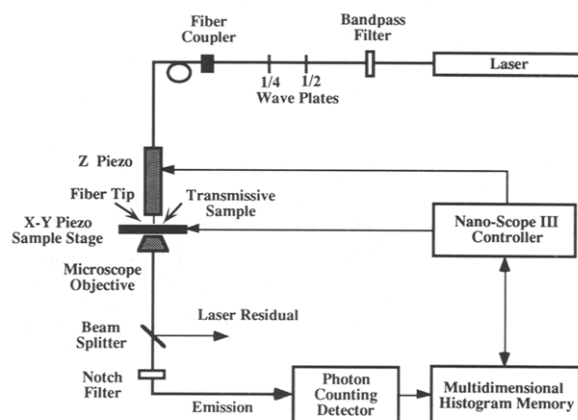 Fiber
Coupler
Bandpass
Filter
1/4
1/2
Wave Plates
Laser
Z Piezo
Fiber Tip
Transmissive
Sample
X-Y Piezo
Sample Stage
Nano-Scope III
Controller
Microscope
Objective
Laser Residual
Beam
Splitter
Notch
Filter
Emission
Photon
Counting
Detector
Multidimensional
Histogram Memory